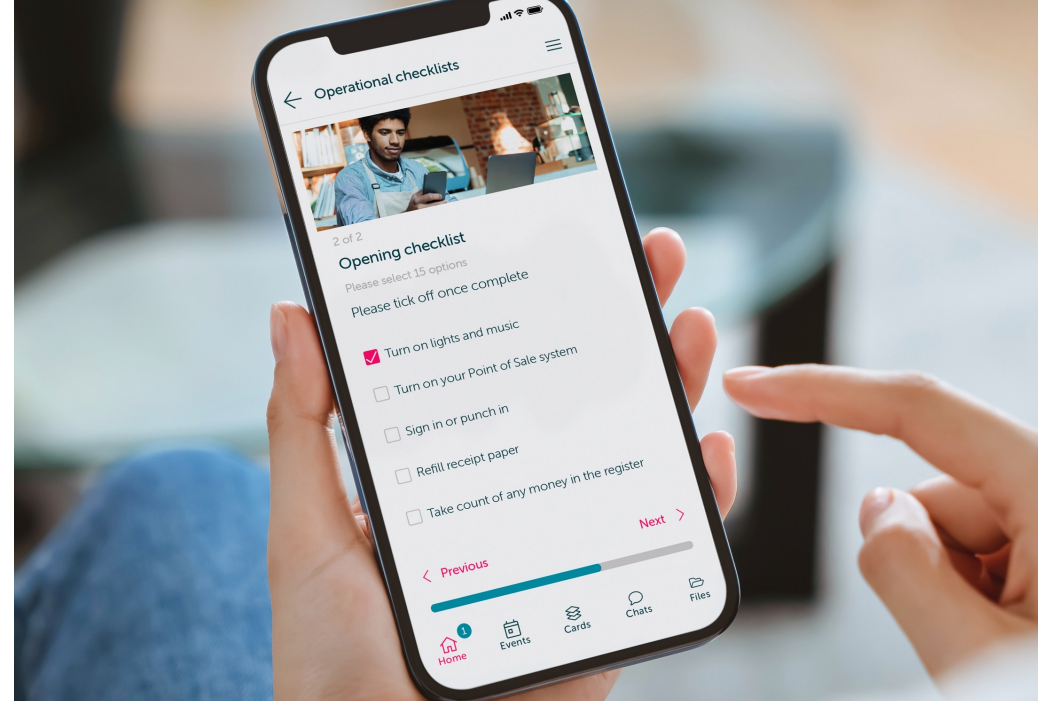 Operational checklists
2 of 2
Opening checklist
Please select 15 options
Please tick off once complete
Turn on lights and music
Turn on your Point of Sale system
Sign in or punch in
Refill receipt paper
Take count of any money in the register
Previous
Next
1
Home
Events
Cards
Chats
Files